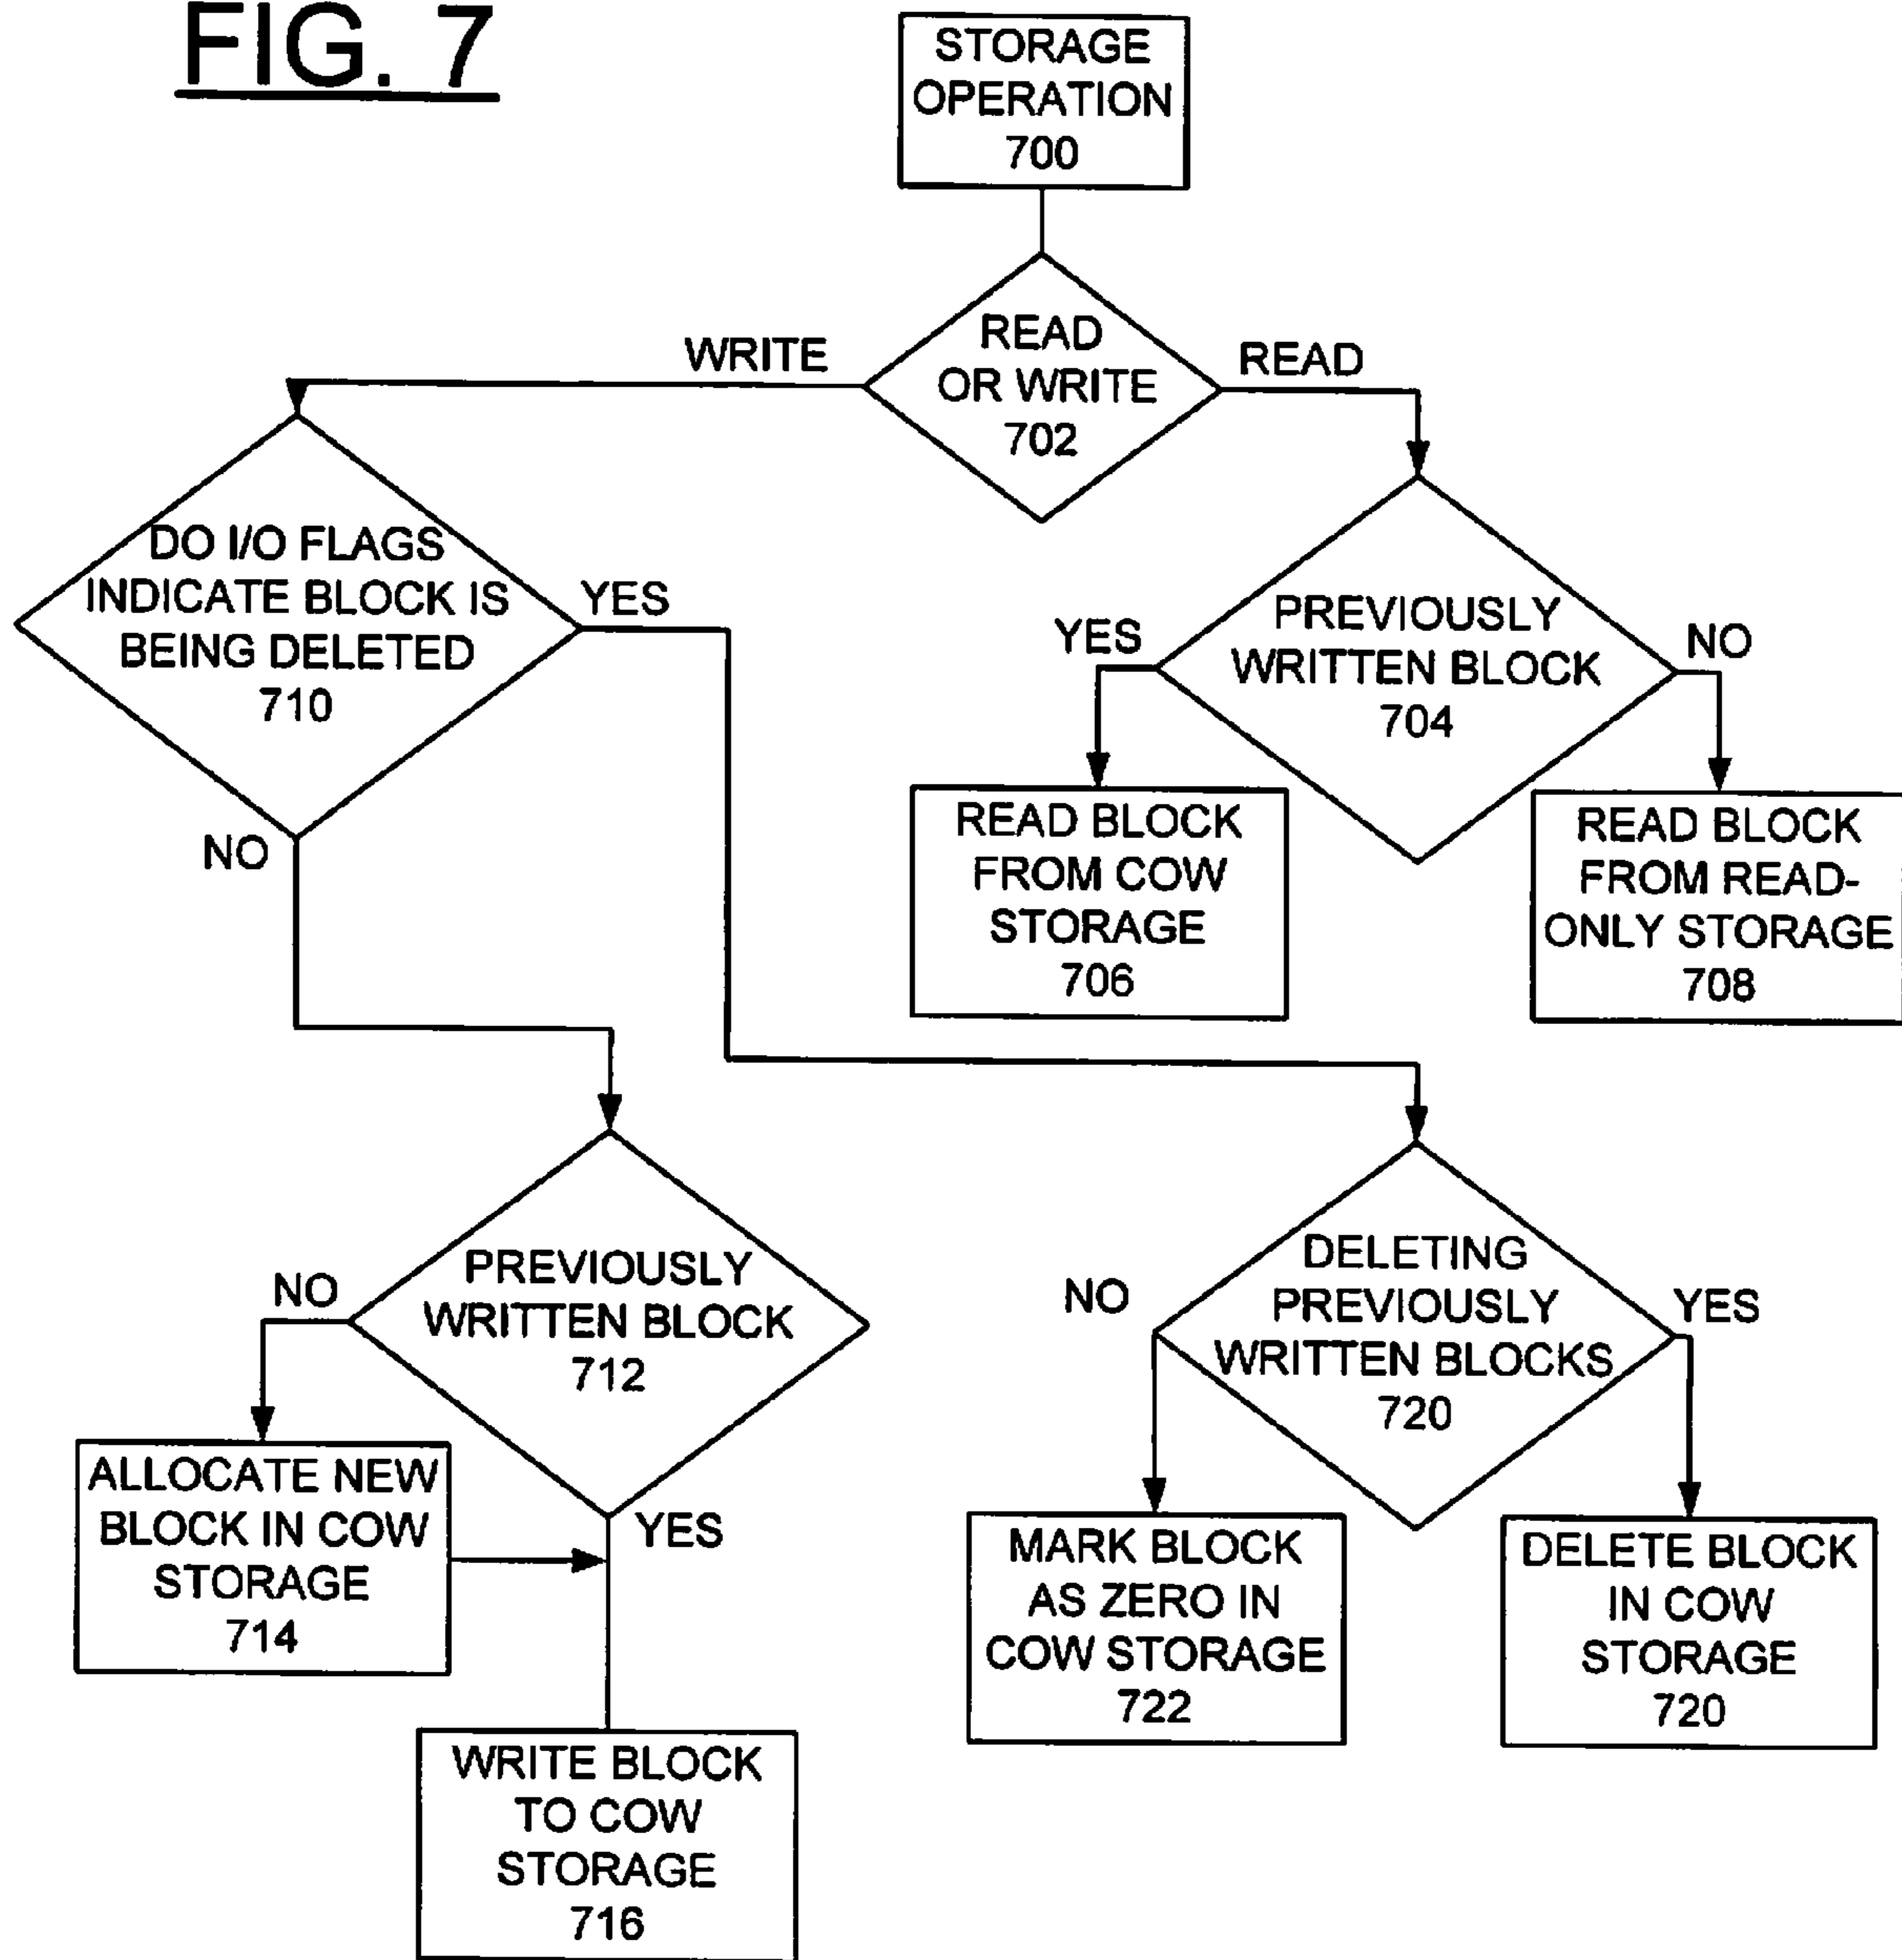 FIG. 7
STORAGE
OPERATION
700
READ
OR WRITE
702
WRITE
READ
DO I/O FLAGS
INDICATE BLOCK IS
BEING DELETED
710
YES
NO
PREVIOUSLY
WRITTEN BLOCK
704
YES
NO
READ BLOCK
FROM COW
STORAGE
706
READ BLOCK
FROM READ-
ONLY STORAGE
708
PREVIOUSLY
WRITTEN BLOCK
712
NO
YES
ALLOCATE NEW
BLOCK IN COW
STORAGE
714
WRITE BLOCK
TO COW
STORAGE
716
DELETING
PREVIOUSLY
WRITTEN BLOCKS
720
NO
YES
MARK BLOCK
AS ZERO IN
COW STORAGE
722
DELETE BLOCK
IN COW
STORAGE
720